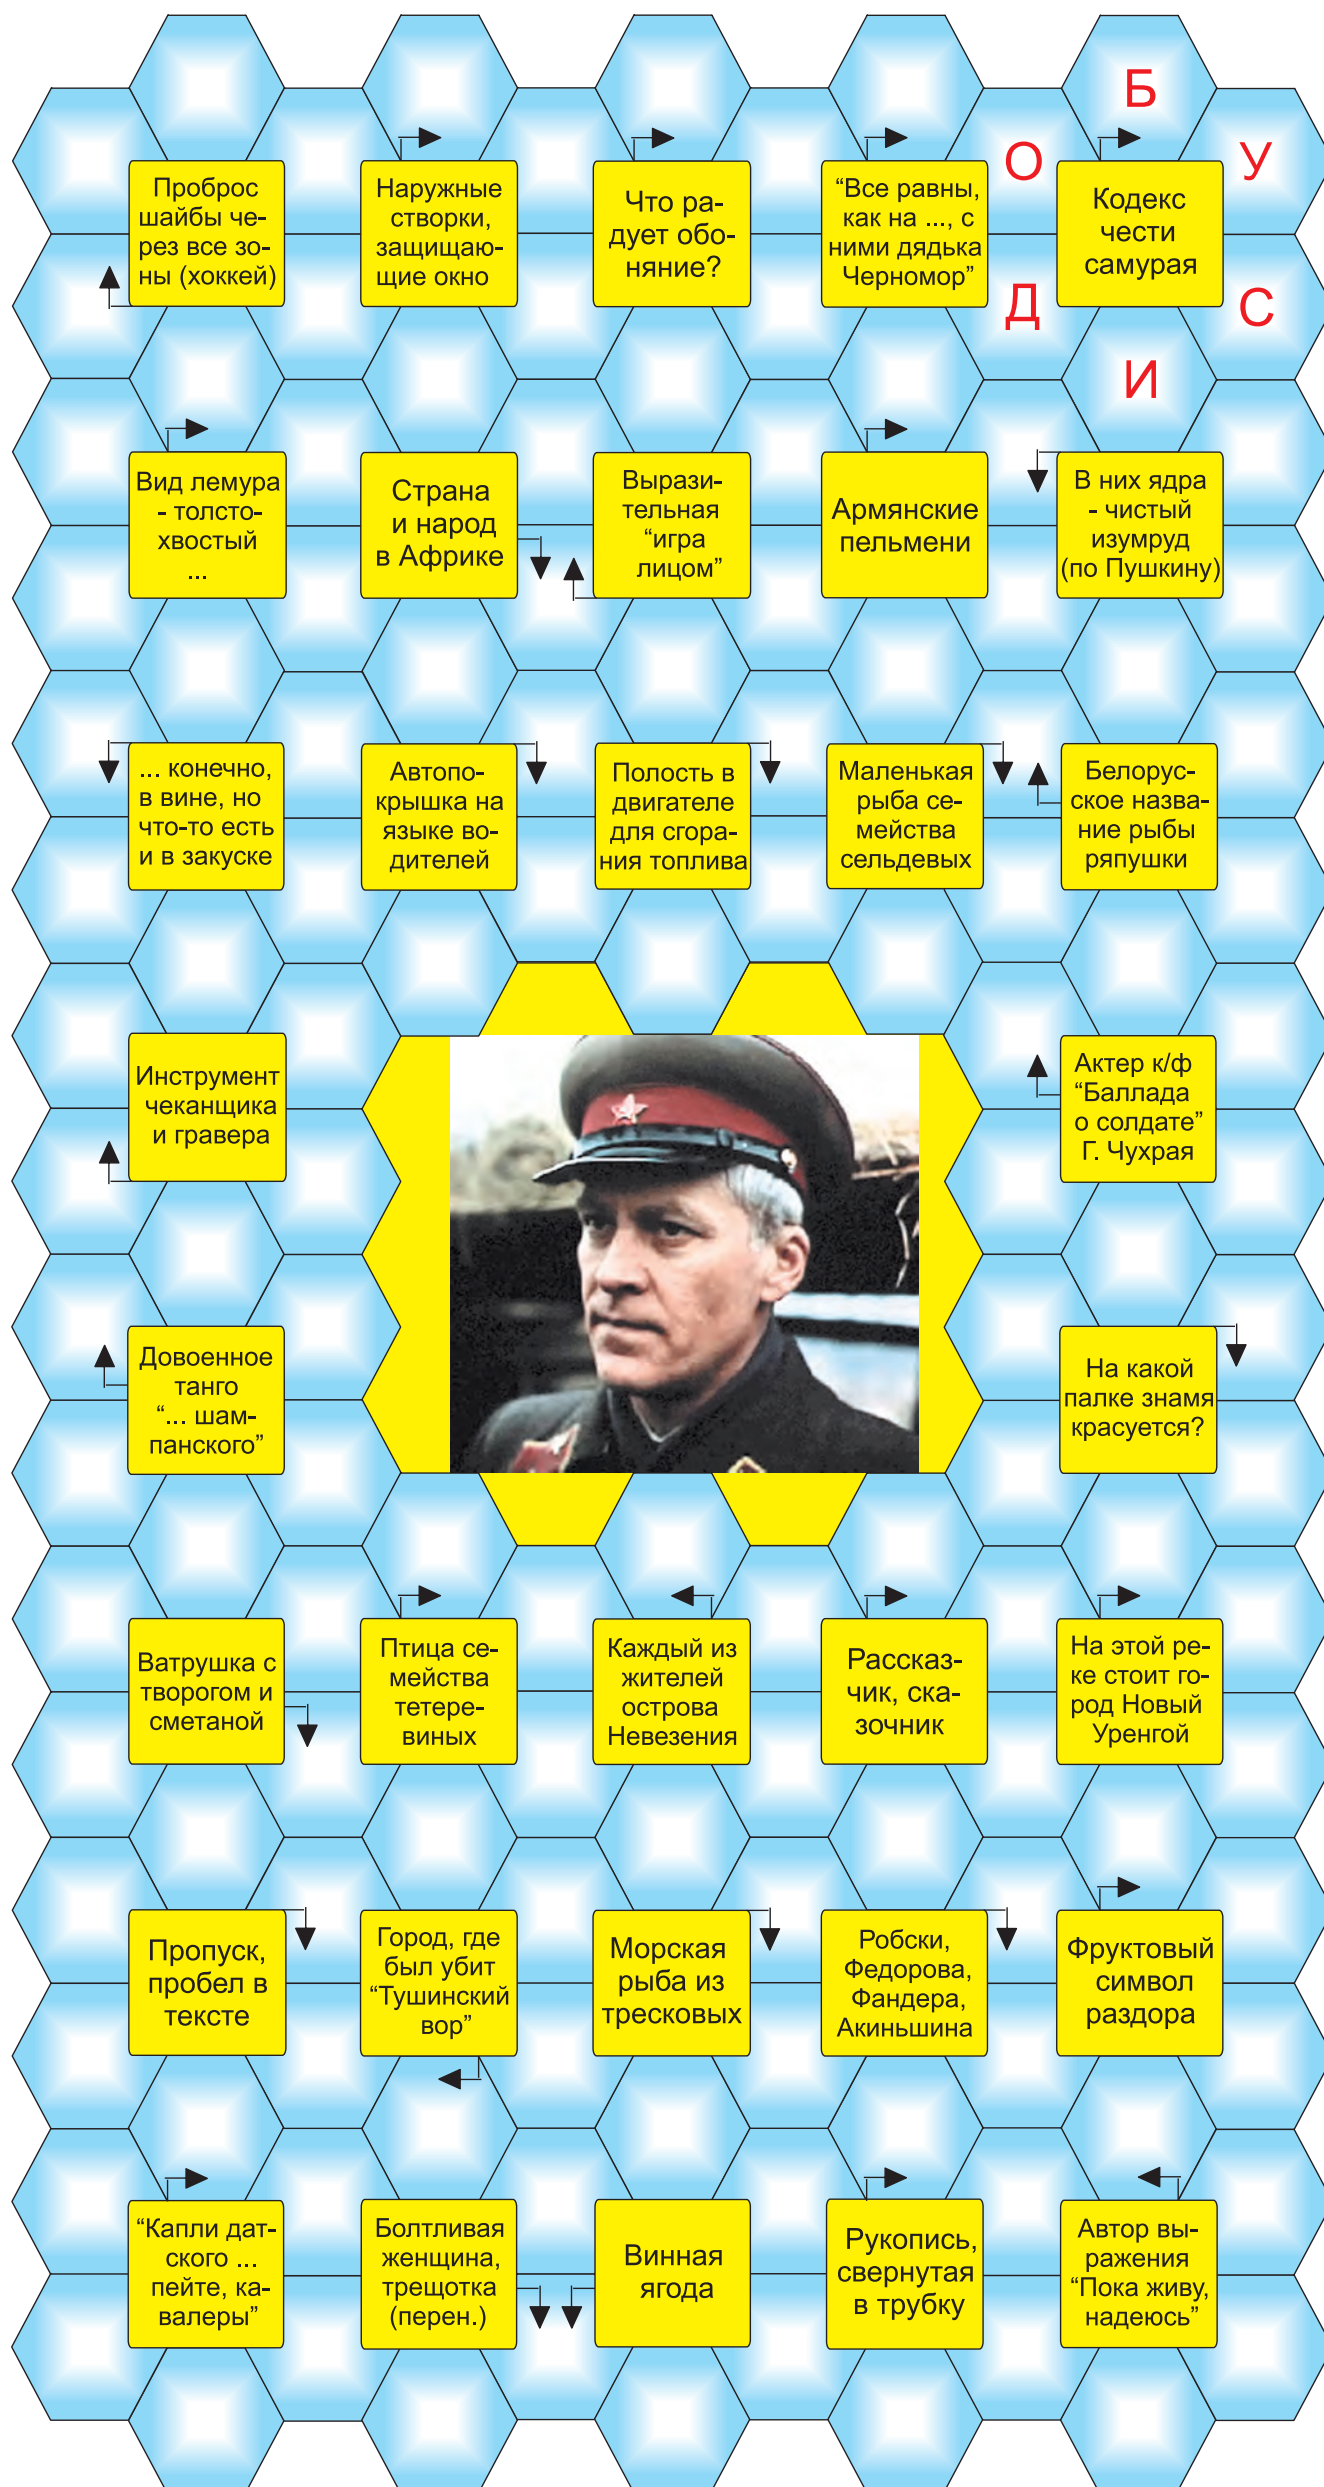 Б
О
У
Д
С
И
Проброс
шайбы че-
рез все зо-
ны (хоккей)
Наружные
створки,
защищаю-
щие окно
Что ра-
дует обо-
няние?
“Все равны,
как на ..., с
ними дядька
Черномор”
Кодекс
чести
самурая
Вид лемура
- толсто-
хвостый
...
Страна
и народ
в Африке
Вырази-
тельная
“игра
лицом”
Армянские
пельмени
В них ядра
- чистый
изумруд
(по Пушкину)
... конечно,
в вине, но
что-то есть
и в закуске
Автопо-
крышка на
языке во-
дителей
Полость в
двигателе
для сгора-
ния топлива
Маленькая
рыба се-
мейства
сельдевых
Белорус-
ское назва-
ние рыбы
ряпушки
Инструмент
чеканщика
и гравера
Актер к/ф
“Баллада
о солдате”
Г. Чухрая
Довоенное
танго
“... шам-
панского”
На какой
палке знамя
красуется?
Ватрушка с
творогом и
сметаной
Птица се-
мейства
тетере-
виных
Каждый из
жителей
острова
Невезения
Рассказ-
чик, ска-
зочник
На этой ре-
ке стоит го-
род Новый
Уренгой
Пропуск,
пробел в
тексте
Город, где
был убит
“Тушинский
вор”
Морская
рыба из
тресковых
Робски,
Федорова,
Фандера,
Акиньшина
Фруктовый
символ
раздора
“Капли дат-
ского ...
пейте, ка-
валеры”
Болтливая
женщина,
трещотка
(перен.)
Винная
ягода
Рукопись,
свернутая
в трубку
Автор вы-
ражения
“Пока живу,
надеюсь”